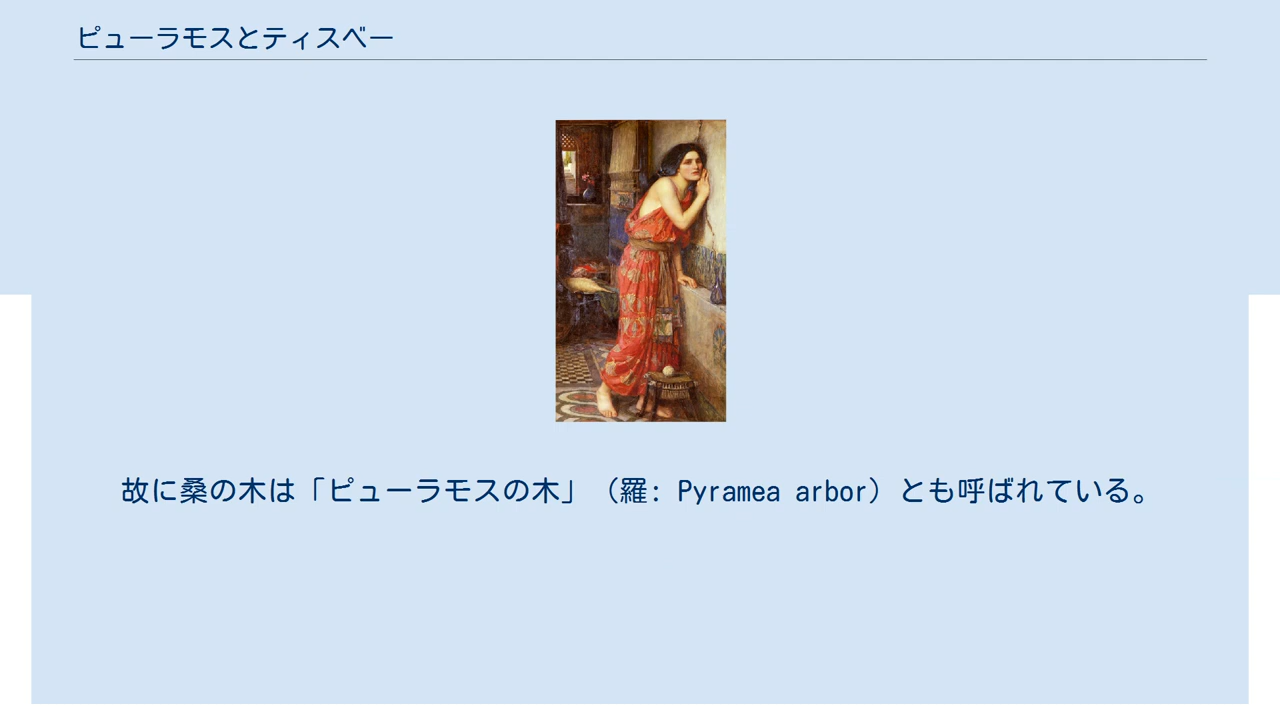 ピューラモスとティスベー
故に桑の木は「ピューラモスの木」（羅: Pyramea arbor）とも呼ばれている。